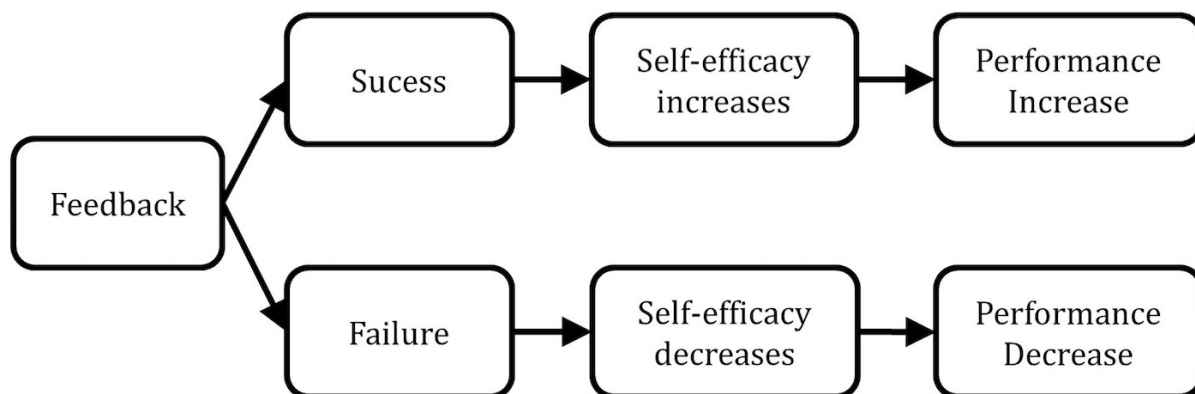 Feedback
Sucess
Self-efficacy
increases
Performance
Increase
Failure
Self-efficacy
decreases
Performance
Decrease